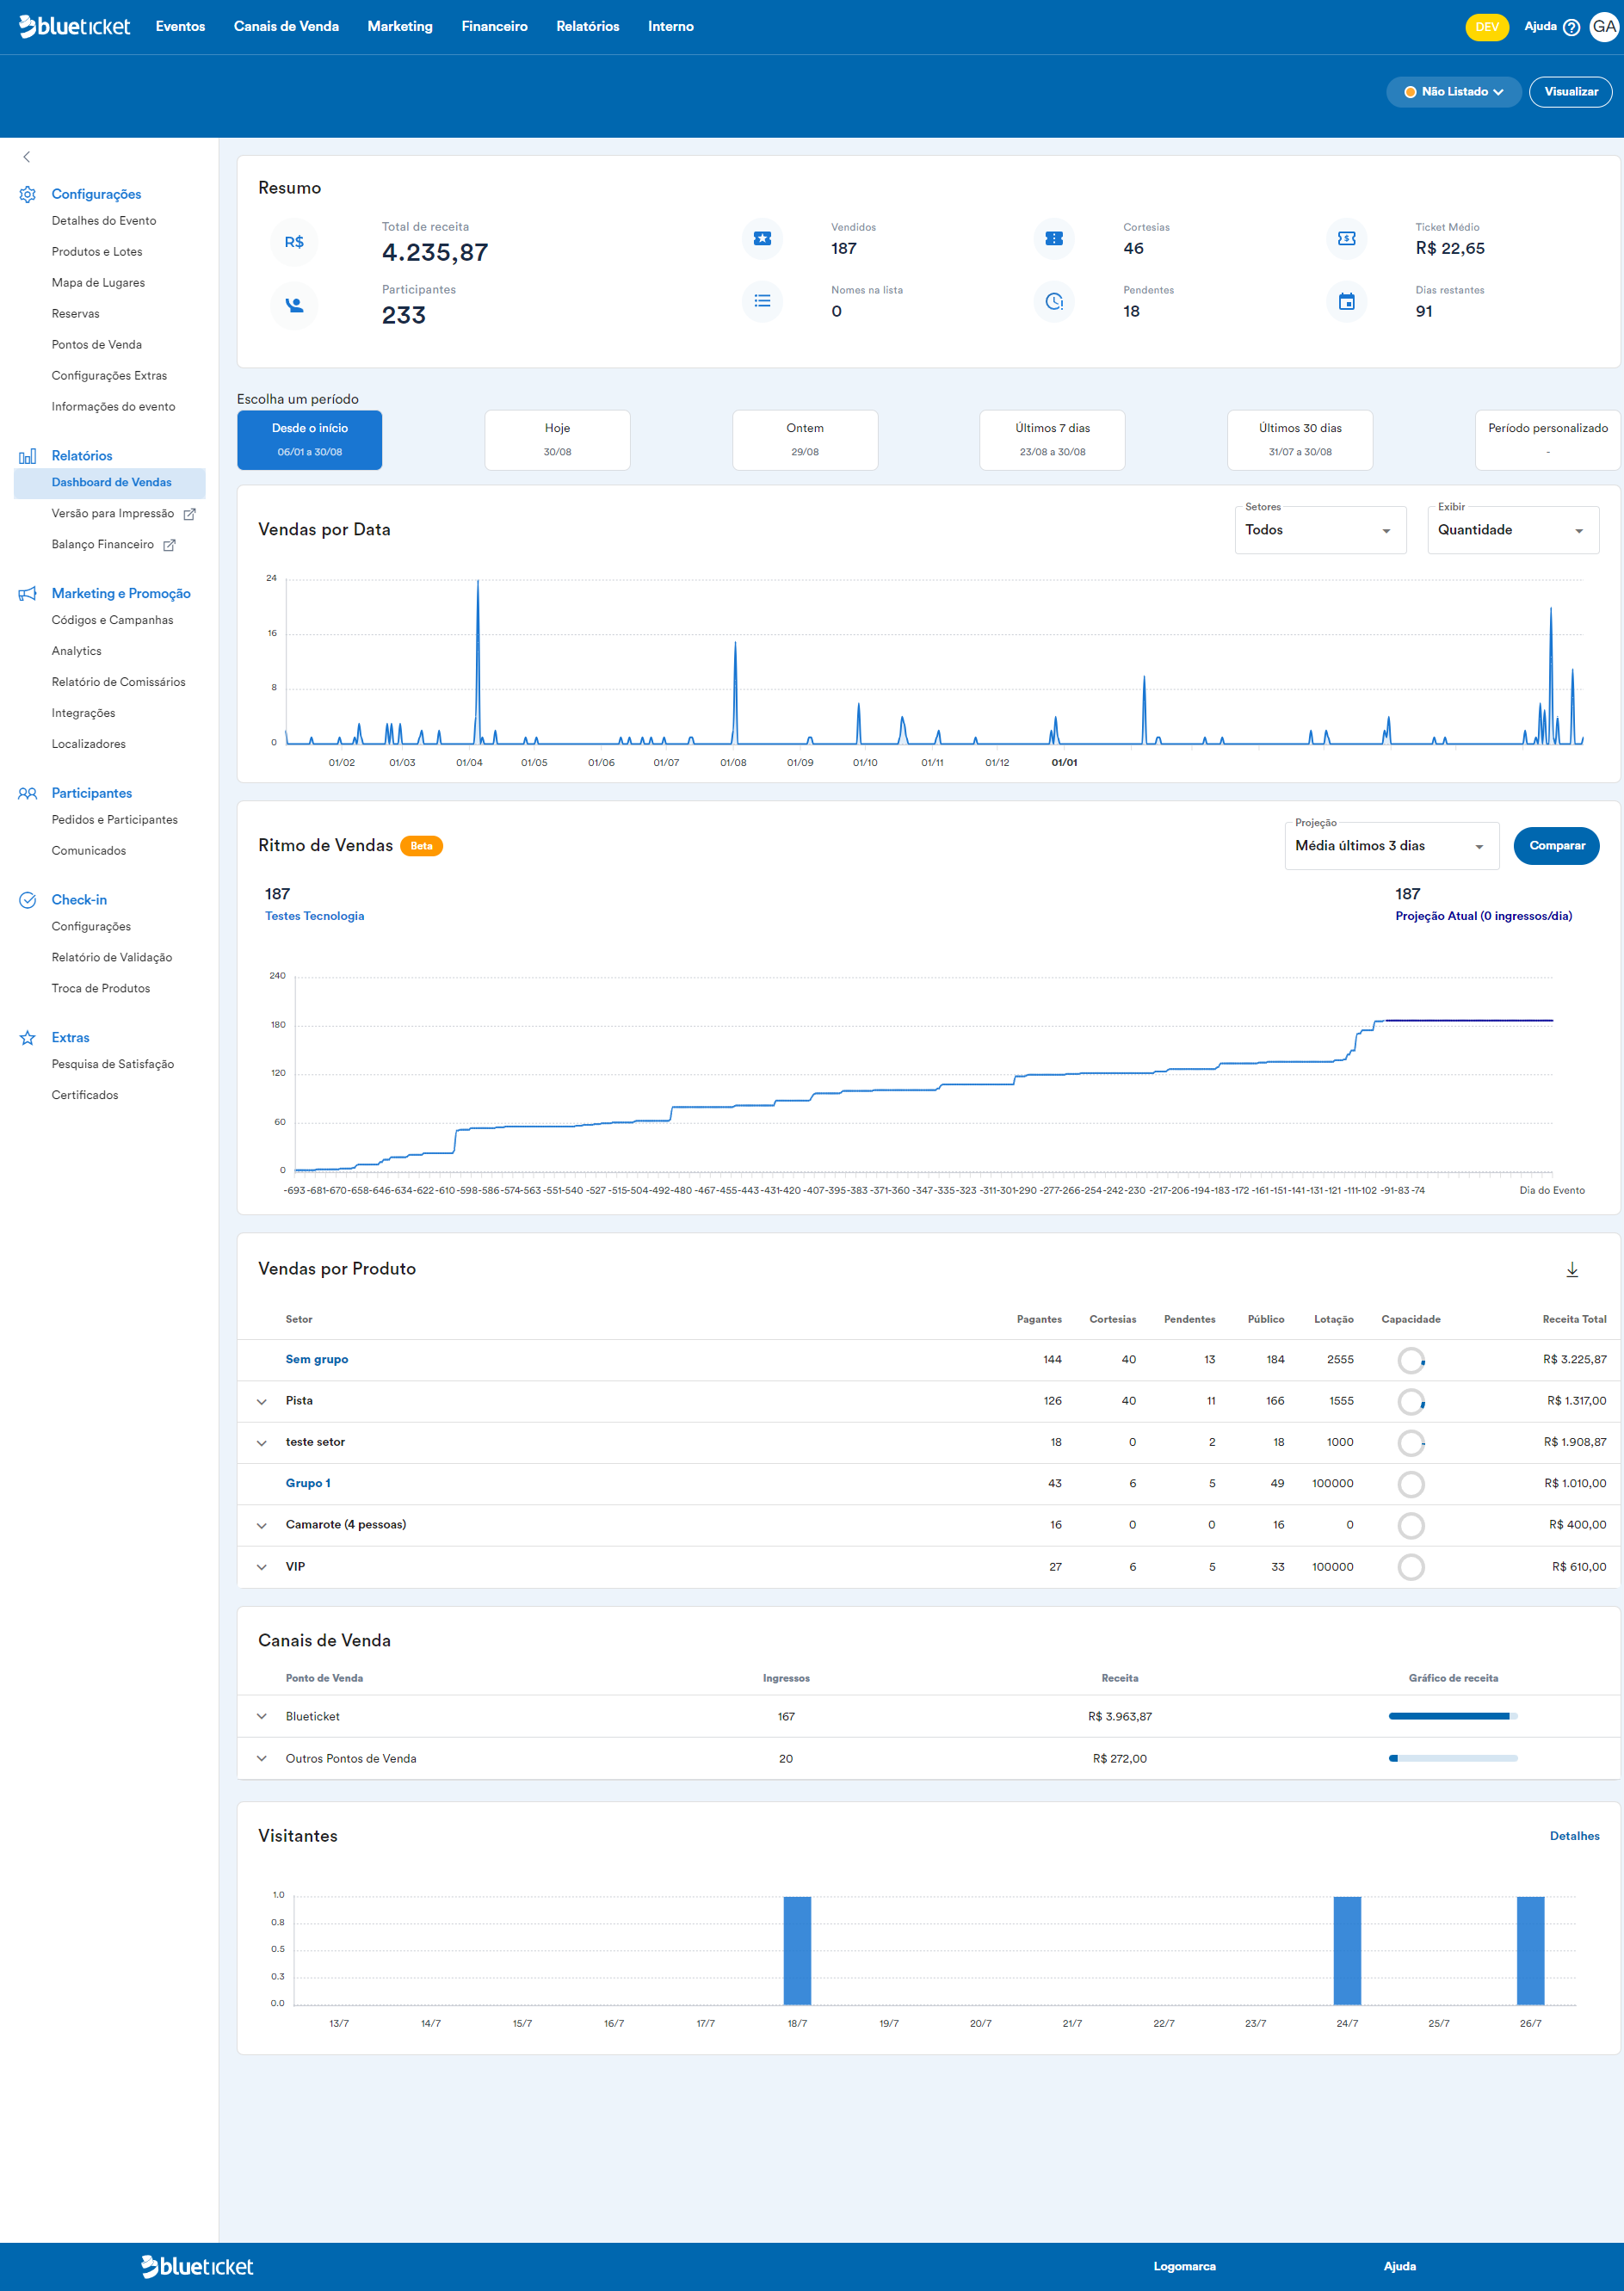 blueticket Eventos Canais de Venda Marketing Financeiro Relatórios Interno DEV Ajuda GA
Não Listado Visualizar
Configurações
Detalhes do Evento
Produtos e Lotes
Mapa de Lugares
Reservas
Pontos de Venda
Configurações Extras
Informações do evento
Relatórios
Dashboard de Vendas
Versão para Impressão
Balanço Financeiro
Marketing e Promoção
Códigos e Campanhas
Analytics
Relatório de Comissários
Integrações
Localizadores
Participantes
Pedidos e Participantes
Comunicados
Check-in
Configurações
Relatório de Validação
Troca de Produtos
Extras
Pesquisa de Satisfação
Certificados
Resumo
R$ Total de receita Vendidos Cortesias Ticket Médio
4.235,87 187 46 R$ 22,65
Participantes Nomes na lista Pendentes Dias restantes
233 0 18 91
Escolha um período
Desde o início Hoje Ontem Últimos 7 dias Últimos 30 dias Período personalizado
06/01 a 30/08 30/08 29/08 23/08 a 30/08 31/07 a 30/08 -
Setores Exibir
Vendas por Data Todos Quantidade
24
16
8
0
01/02 01/03 01/04 01/05 01/06 01/07 01/08 01/09 01/10 01/11 01/12 01/01
Projeção
Ritmo de Vendas Beta Média últimos 3 dias Comparar
187 187
Testes Tecnologia Projeção Atual (0 ingressos/dia)
240
180
120
60
0
-693 -681 -670 -658 -646 -634 -622 -610 -598 -586 -574 -563 -551 -540 -527 -515 -504 -492 -480 -467 -455 -443 -431 -420 -407 -395 -383 -371 -360 -347 -335 -323 -311 -301 -290 -277 -266 -254 -242 -230 -217 -206 -194 -183 -172 -161 -151 -141 -131 -121 -111 -102 -91 -83 -74 Dia do Evento
Vendas por Produto
Setor Pagantes Cortesias Pendentes Público Lotação Capacidade Receita Total
Sem grupo 144 40 13 184 2555 R$ 3.225,87
Pista 126 40 11 166 1555 R$ 1.317,00
teste setor 18 0 2 18 1000 R$ 1.908,87
Grupo 1 43 6 5 49 100000 R$ 1.010,00
Camarote (4 pessoas) 16 0 0 16 0 R$ 400,00
VIP 27 6 5 33 100000 R$ 610,00
Canais de Venda
Ponto de Venda Ingressos Receita Gráfico de receita
Blueticket 167 R$ 3.963,87
Outros Pontos de Venda 20 R$ 272,00
Visitantes Detalhes
1.0
0.8
0.5
0.3
0.0
13/7 14/7 15/7 16/7 17/7 18/7 19/7 20/7 21/7 22/7 23/7 24/7 25/7 26/7
blueticket Logomarca Ajuda